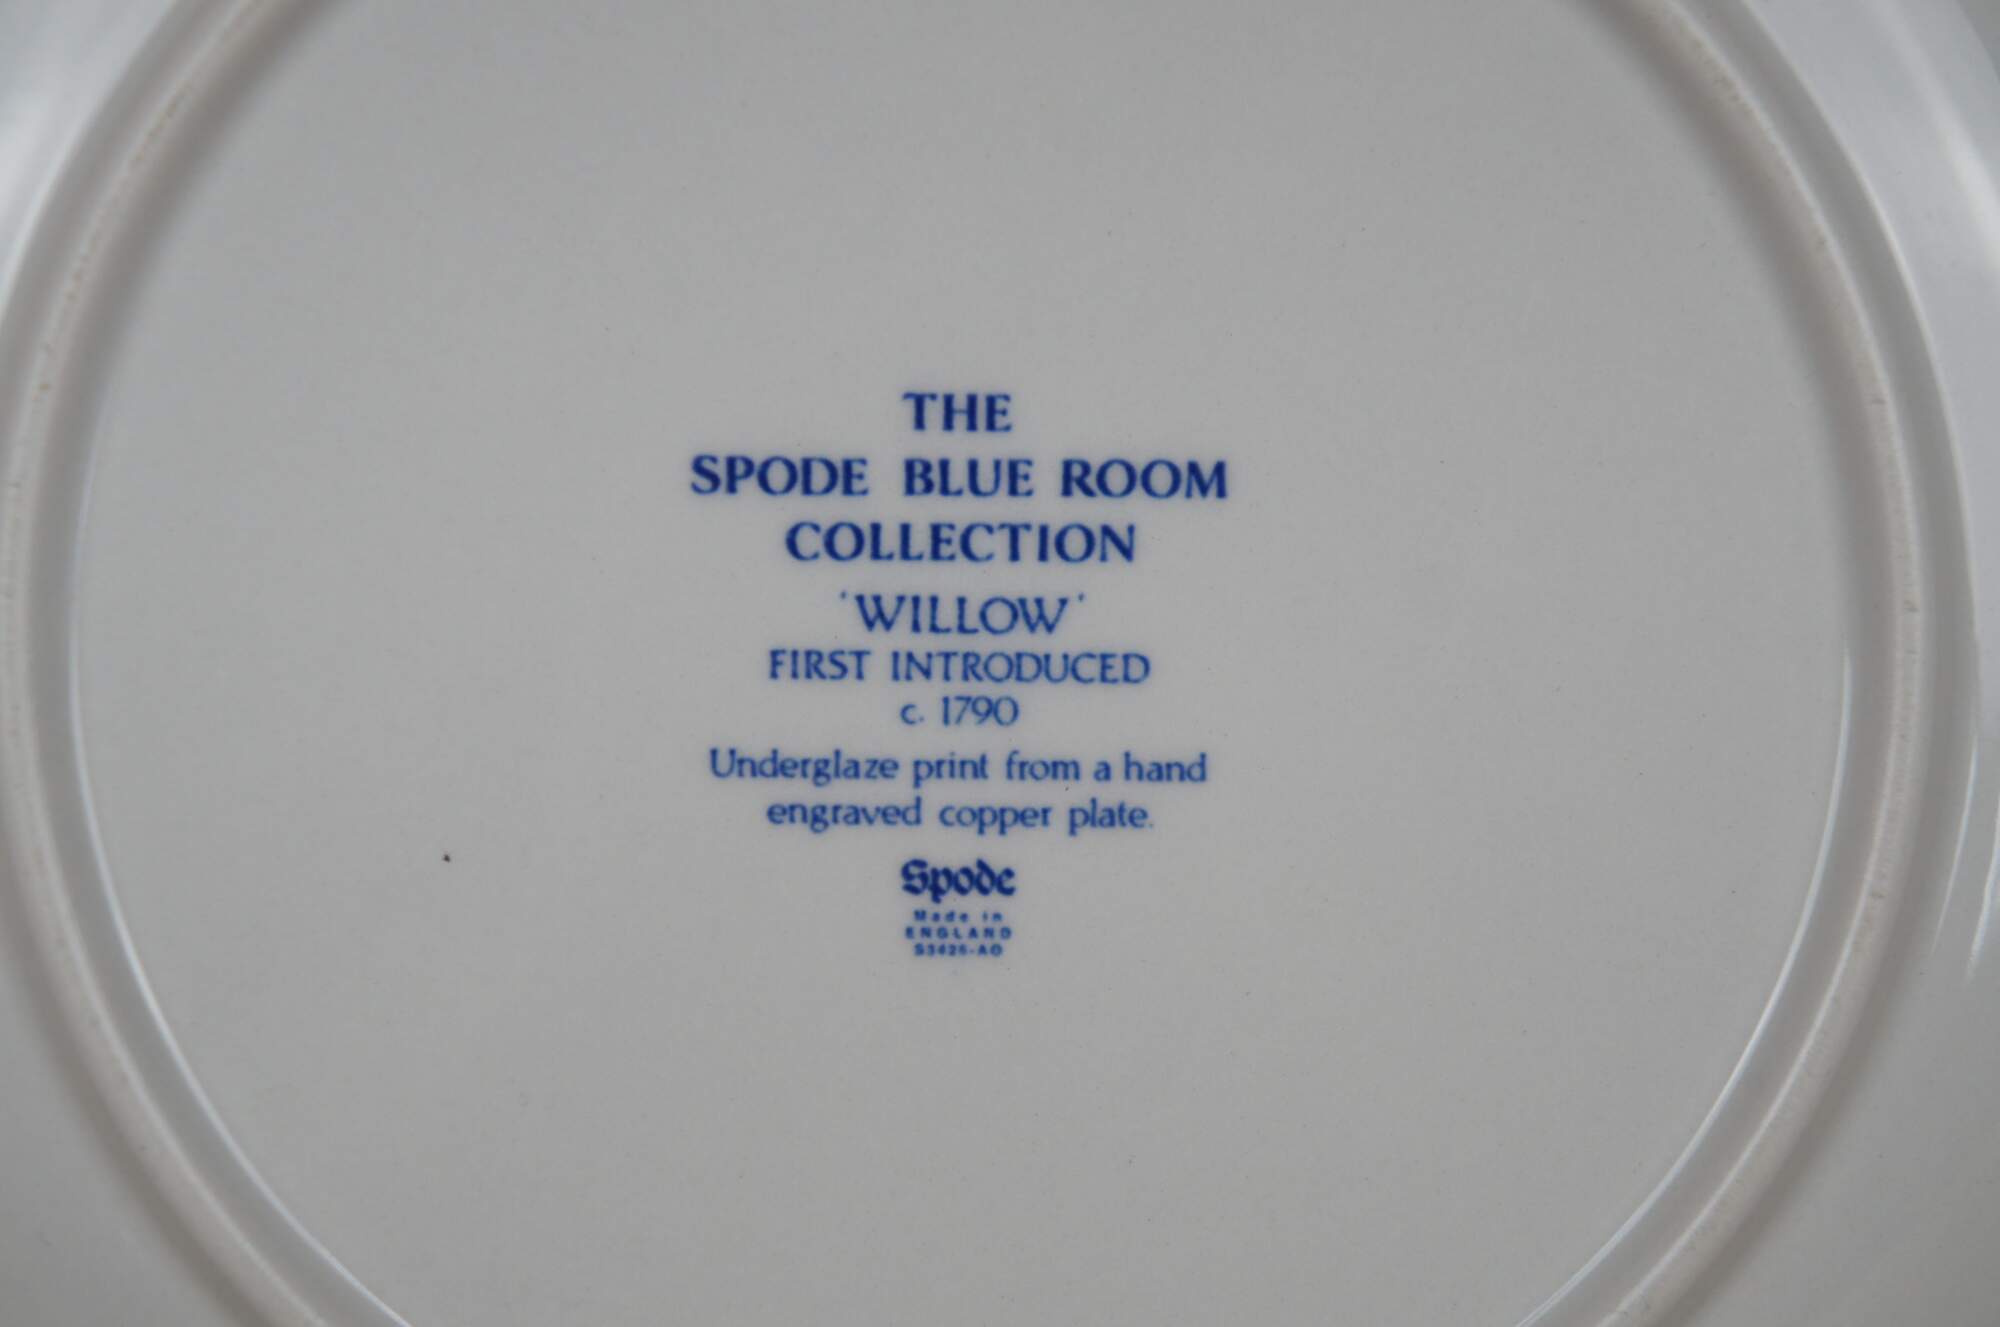 THE
SPODE BLUE ROOM
COLLECTION
'WILLOW'
FIRST INTRODUCED
c. 1790
Underglaze print from a hand
engraved copper plate.
Spode
Made in
ENGLAND